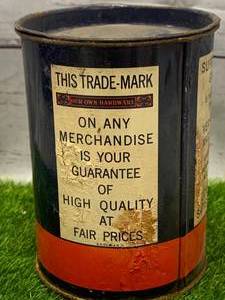 THIS TRADE-MARK
OUR OWN HARDWARE
ON ANY
MERCHANDISE
IS YOUR
GUARANTEE
OF
HIGH QUALITY
AT
FAIR PRICES